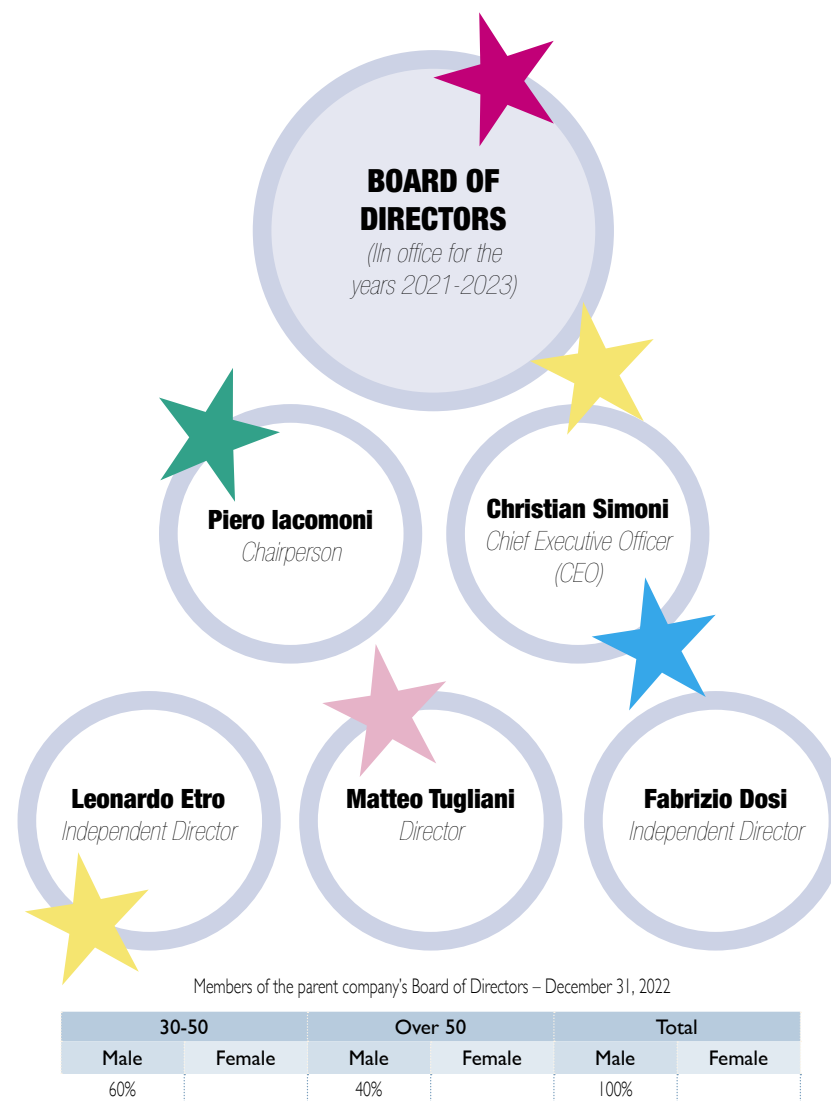 BOARD OF
DIRECTORS
(IIn office for the
years 2021-2023)
Piero Iacomoni
Chairperson
Christian Simoni
Chief Executive Officer
(CEO)
Leonardo Etro
Independent Director
Matteo Tugliani
Director
Fabrizio Dosi
Independent Director
Members of the parent company's Board of Directors – December 31, 2022
30-50 Over 50 Total
Male Female Male Female Male Female
60% 40% 100%